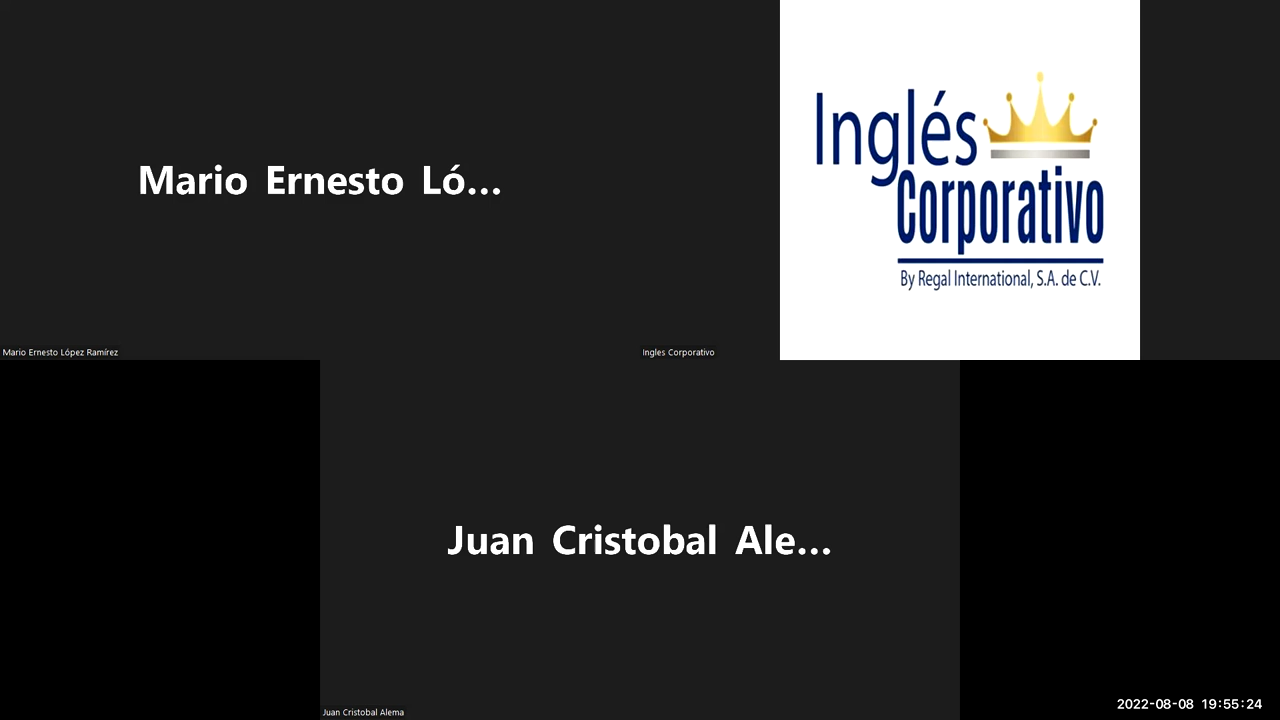 Mario Ernesto Ló...
Inglés
Corporativo
By Regal International, S.A. de C.V.
Mario Ernesto López Ramírez
Ingles Corporativo
Juan Cristobal Ale...
Juan Cristobal Alema
2022-08-08 19:55:24